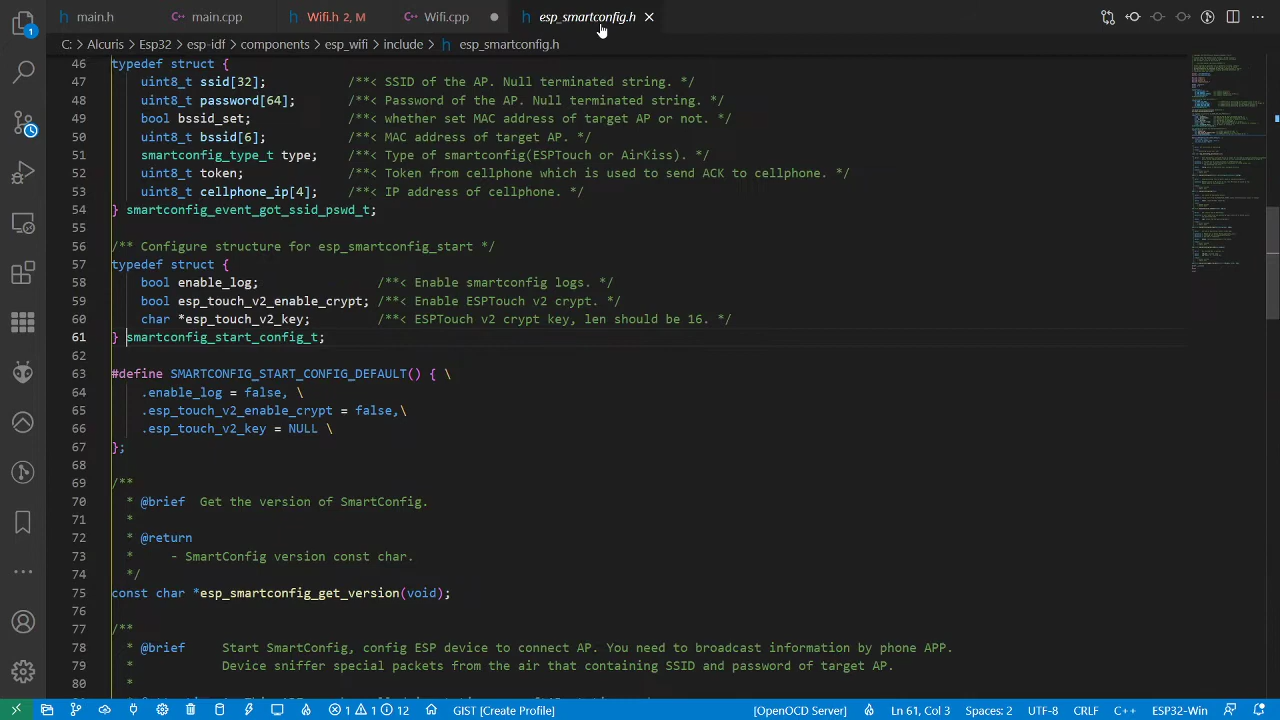 main.h
main.cpp
Wifi.h 2, M
Wifi.cpp
esp_smartconfig.h
C: > Alcuris > Esp32 > esp-idf > components > esp_wifi > include > esp_smartconfig.h
46 typedef struct {
47 uint8_t ssid[32]; /**< SSID of the AP. Null terminated string. */
48 uint8_t password[64]; /**< Password of the AP. Null terminated string. */
49 bool bssid_set; /**< whether set MAC address of target AP or not. */
50 uint8_t bssid[6]; /**< MAC address of target AP. */
51 smartconfig_type_t type; /**< Type of smartconfig(ESPTouch or AirKiss). */
52 uint8_t token; /**< Token from cellphone which is used to send ACK to cellphone. */
53 uint8_t cellphone_ip[4]; /**< IP address of cellphone. */
54 } smartconfig_event_got_ssid_pswd_t;
55
56 /** Configure structure for esp_smartconfig_start */
57 typedef struct {
58 bool enable_log; /**< Enable smartconfig logs. */
59 bool esp_touch_v2_enable_crypt; /**< Enable ESPTouch v2 crypt. */
60 char *esp_touch_v2_key; /**< ESPTouch v2 crypt key, len should be 16. */
61 } smartconfig_start_config_t;
62
63 #define SMARTCONFIG_START_CONFIG_DEFAULT() { \
64 .enable_log = false, \
65 .esp_touch_v2_enable_crypt = false,\
66 .esp_touch_v2_key = NULL \
67 };
68
69 /**
70 * @brief Get the version of SmartConfig.
71 *
72 * @return
73 * - SmartConfig version const char.
74 */
75 const char *esp_smartconfig_get_version(void);
76
77 /**
78 * @brief Start SmartConfig, config ESP device to connect AP. You need to broadcast information by phone APP.
79 * Device sniffer special packets from the air that containing SSID and password of target AP.
80 *
1
GIST [Create Profile]
1 1 12
[OpenOCD Server]
Ln 61, Col 3
Spaces: 2
UTF-8
CRLF
C++
ESP32-Win